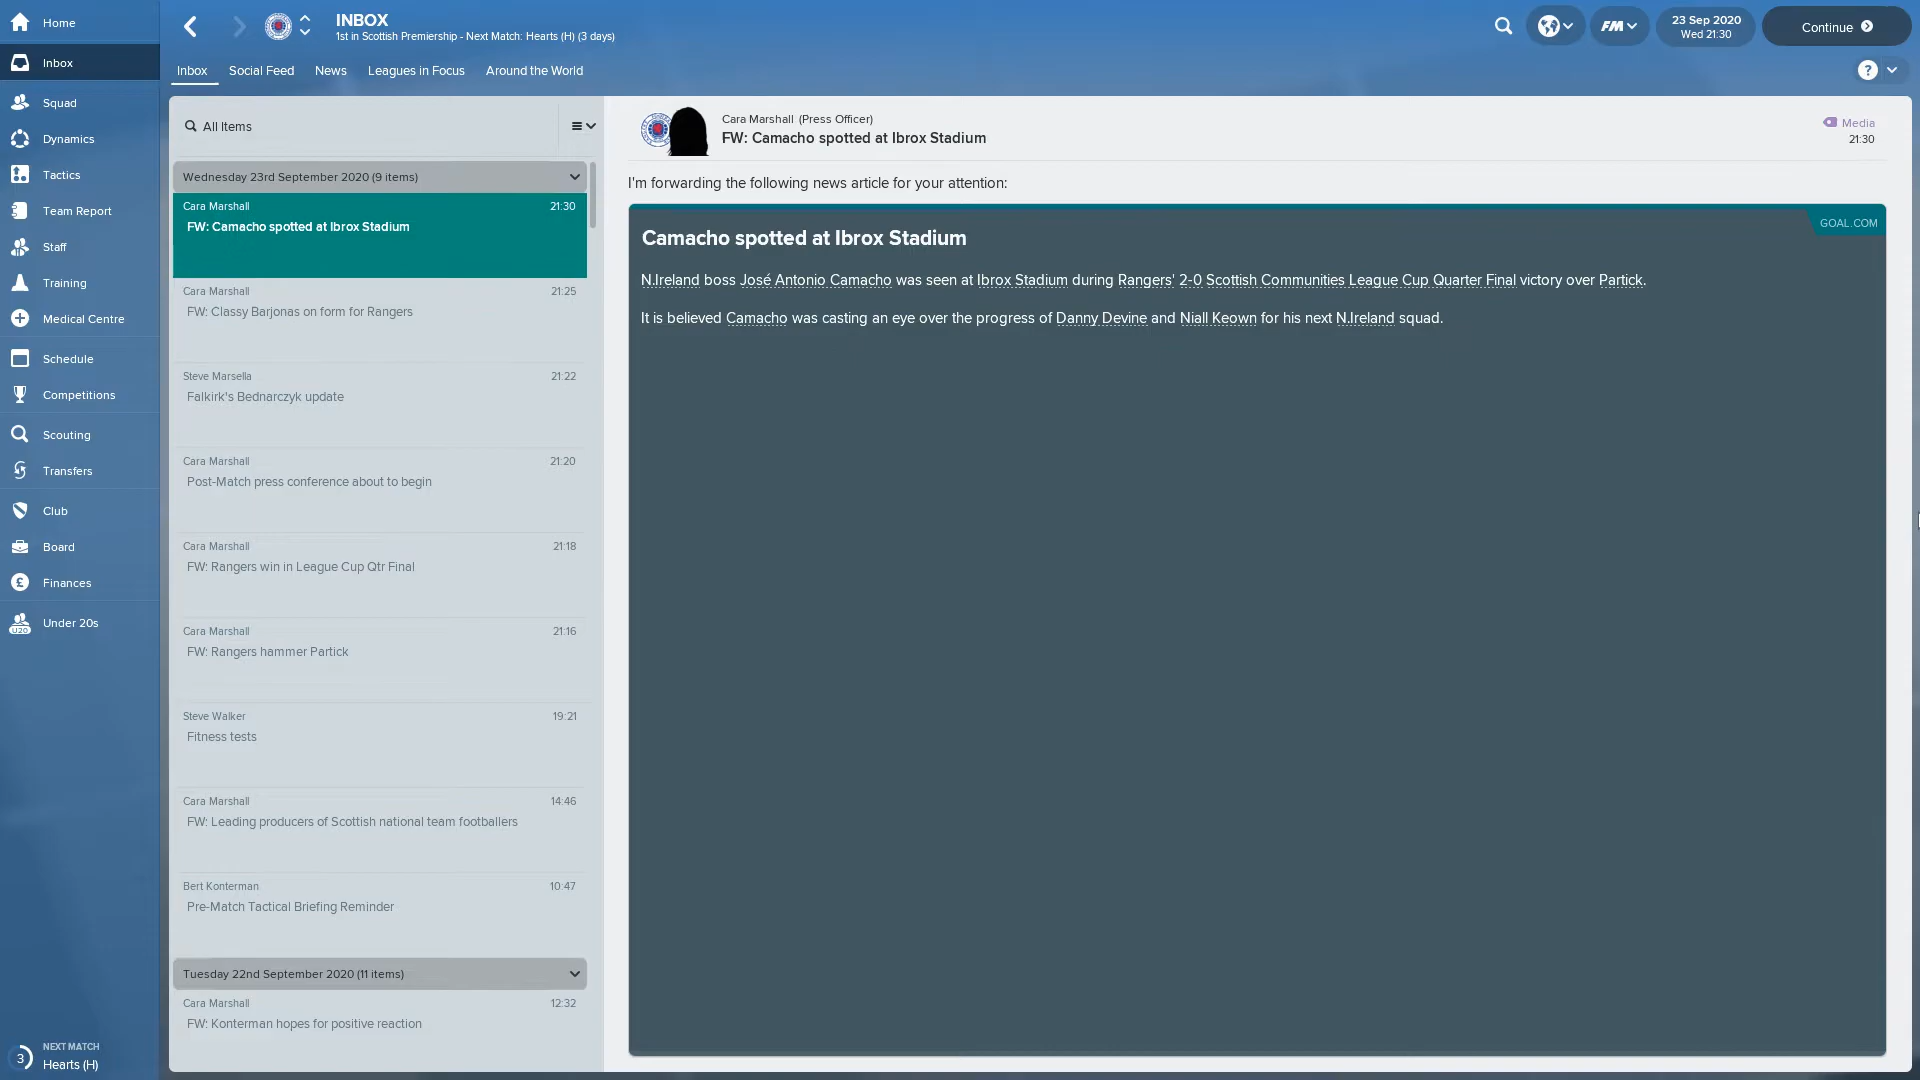 Home
Inbox
Squad
Dynamics
Tactics
Team Report
Staff
Training
Medical Centre
Schedule
Competitions
Scouting
Transfers
Club
Board
Finances
U20
Under 20s
3
NEXT MATCH
Hearts (H)
INBOX
1st in Scottish Premiership - Next Match: Hearts (H) (3 days)
FM
23 Sep 2020
Wed 21:30
Continue
Inbox
Social Feed
News
Leagues in Focus
Around the World
?
All Items
Wednesday 23rd September 2020 (9 items)
Cara Marshall 21:30
FW: Camacho spotted at Ibrox Stadium
Cara Marshall 21:25
FW: Classy Barjonas on form for Rangers
Steve Marsella 21:22
Falkirk's Bednarczyk update
Cara Marshall 21:20
Post-Match press conference about to begin
Cara Marshall 21:18
FW: Rangers win in League Cup Qtr Final
Cara Marshall 21:16
FW: Rangers hammer Partick
Steve Walker 19:21
Fitness tests
Cara Marshall 14:46
FW: Leading producers of Scottish national team footballers
Bert Konterman 10:47
Pre-Match Tactical Briefing Reminder
Tuesday 22nd September 2020 (11 items)
Cara Marshall 12:32
FW: Konterman hopes for positive reaction
Cara Marshall (Press Officer)
FW: Camacho spotted at Ibrox Stadium
Media
21:30
I'm forwarding the following news article for your attention:
GOAL.COM
Camacho spotted at Ibrox Stadium
N.Ireland boss José Antonio Camacho was seen at Ibrox Stadium during Rangers' 2-0 Scottish Communities League Cup Quarter Final victory over Partick.
It is believed Camacho was casting an eye over the progress of Danny Devine and Niall Keown for his next N.Ireland squad.